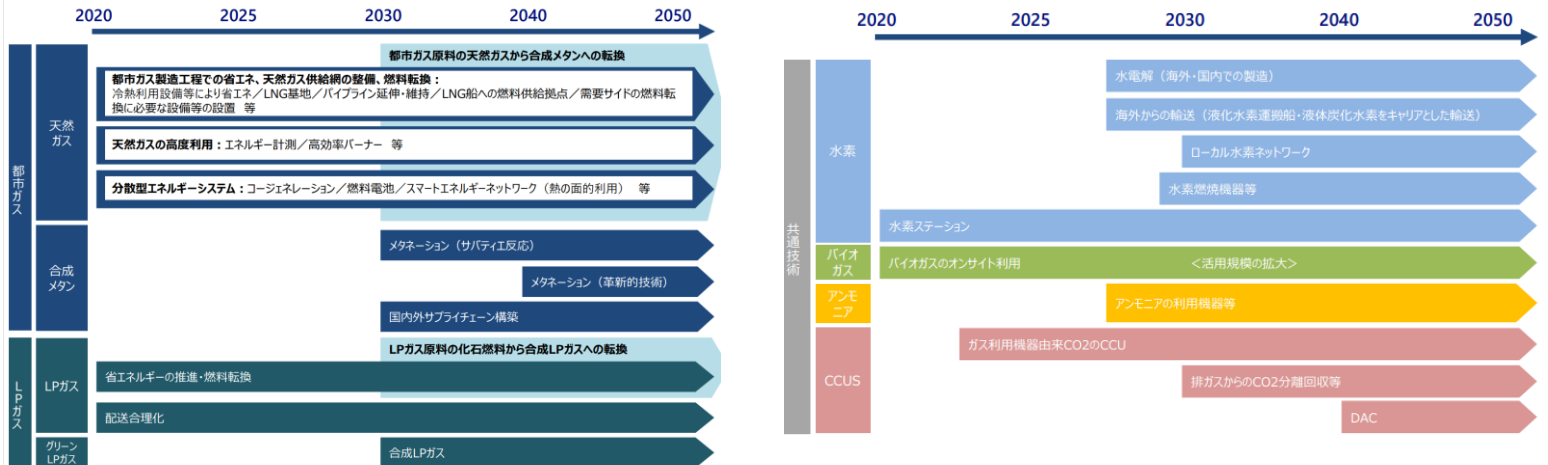 2020 2025 2030 2040 2050
都市ガス
天然
ガス
都市ガス原料の天然ガスから合成メタンへの転換
都市ガス製造工程での省エネ、天然ガス供給網の整備、燃料転換：
冷熱利用設備等により省エネ／LNG基地／パイプライン延伸・維持／LNG船への燃料供給拠点／需要サイドの燃料転
換に必要な設備等の設置 等
天然ガスの高度利用：エネルギー計測／高効率バーナー 等
分散型エネルギーシステム：コージェネレーション／燃料電池／スマートエネルギーネットワーク（熱の面的利用） 等
合成
メタン
メタネーション（サバティエ反応）
メタネーション（革新的技術）
国内外サプライチェーン構築
LPガス
LPガス
LPガス原料の化石燃料から合成LPガスへの転換
省エネルギーの推進・燃料転換
配送合理化
グリーン
LPガス
合成LPガス
2020 2025 2030 2040 2050
共通技術
水素
水電解（海外・国内での製造）
海外からの輸送（液化水素運搬船・液体炭化水素をキャリアとした輸送）
ローカル水素ネットワーク
水素燃焼機器等
水素ステーション
バイオ
ガス
バイオガスのオンサイト利用 ＜活用規模の拡大＞
アンモ
ニア
アンモニアの利用機器等
CCUS
ガス利用機器由来CO2のCCU
排ガスからのCO2分離回収等
DAC